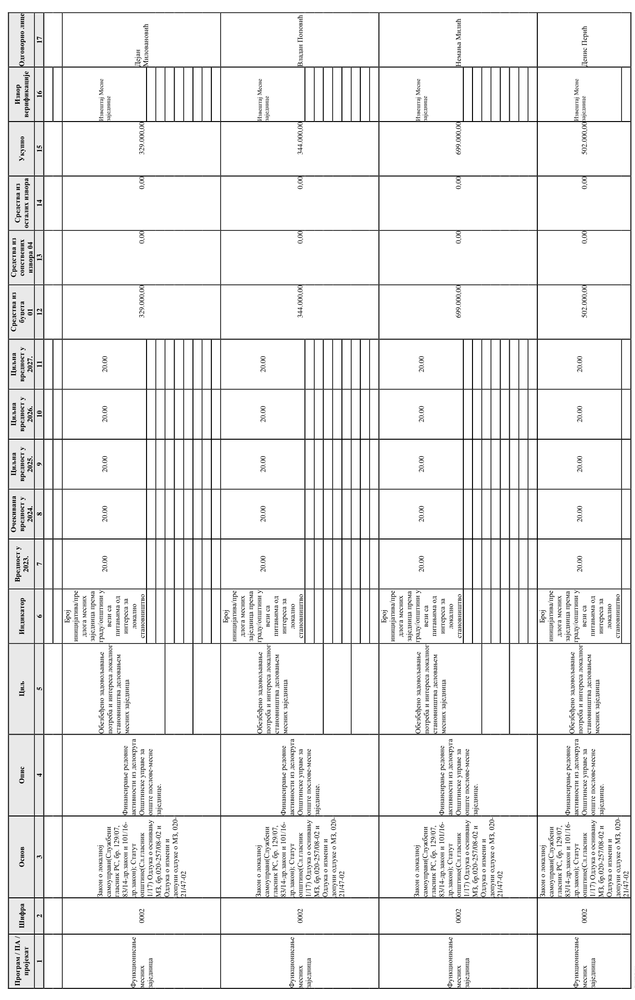 Програм / ПА /
пројекат
Шифра
Основ
Опис
Циљ
Индикатор
Вредност у
2023.
Очекивана
вредност у
2024.
Циљна
вредност у
2025.
Циљна
вредност у
2026.
Циљна
вредност у
2027.
Средства из
буџета
01
Средства из
сопствених
извора 04
Средства из
осталих извора
Укупно
Извор
верификације
Одговорно лице
1
2
3
4
5
6
7
8
9
10
11
12
13
14
15
16
17
Функционисање
месних
заједница
0002
Закон о локалној
самоуправи(Службени
гласник РС, бр. 129/07,
83/14-др.закон и 101/16-
др.закон); Статут
општине(Сл.гласник
1/17) Одлука о оснивању
МЗ, бр.020-257/08-02 и
Одлука о измени и
допуни одлуке о МЗ, 020-
21/47-02
Финансирање редовне
активности из делокруга
Општинске управе за
опште послове-месне
заједнице.
Обезбеђено задовољавање
потреба и интереса локалног
становништва деловањем
месних заједница
Број
иницијатива/пре
длога месних
заједница према
граду/општини у
вези са
питањима од
интереса за
локално
становништво
20.00
20.00
20.00
20.00
20.00
329.000,00
0,00
0,00
329.000,00
Извештај Месне
заједнице
Дејан
Миловановић
Функционисање
месних
заједница
0002
Закон о локалној
самоуправи(Службени
гласник РС, бр. 129/07,
83/14-др.закон и 101/16-
др.закон); Статут
општине(Сл.гласник
1/17) Одлука о оснивању
МЗ, бр.020-257/08-02 и
Одлука о измени и
допуни одлуке о МЗ, 020-
21/47-02
Финансирање редовне
активности из делокруга
Општинске управе за
опште послове-месне
заједнице.
Обезбеђено задовољавање
потреба и интереса локалног
становништва деловањем
месних заједница
Број
иницијатива/пре
длога месних
заједница према
граду/општини у
вези са
питањима од
интереса за
локално
становништво
20.00
20.00
20.00
20.00
20.00
344.000,00
0,00
0,00
344.000,00
Извештај Месне
заједнице
Владан Поповић
Функционисање
месних
заједница
0002
Закон о локалној
самоуправи(Службени
гласник РС, бр. 129/07,
83/14-др.закон и 101/16-
др.закон); Статут
општине(Сл.гласник
1/17) Одлука о оснивању
МЗ, бр.020-257/08-02 и
Одлука о измени и
допуни одлуке о МЗ, 020-
21/47-02
Финансирање редовне
активности из делокруга
Општинске управе за
опште послове-месне
заједнице.
Обезбеђено задовољавање
потреба и интереса локалног
становништва деловањем
месних заједница
Број
иницијатива/пре
длога месних
заједница према
граду/општини у
вези са
питањима од
интереса за
локално
становништво
20.00
20.00
20.00
20.00
20.00
699.000,00
0,00
0,00
699.000,00
Извештај Месне
заједнице
Немања Милић
Функционисање
месних
заједница
0002
Закон о локалној
самоуправи(Службени
гласник РС, бр. 129/07,
83/14-др.закон и 101/16-
др.закон); Статут
општине(Сл.гласник
1/17) Одлука о оснивању
МЗ, бр.020-257/08-02 и
Одлука о измени и
допуни одлуке о МЗ, 020-
21/47-02
Финансирање редовне
активности из делокруга
Општинске управе за
опште послове-месне
заједнице.
Обезбеђено задовољавање
потреба и интереса локалног
становништва деловањем
месних заједница
Број
иницијатива/пре
длога месних
заједница према
граду/општини у
вези са
питањима од
интереса за
локално
становништво
20.00
20.00
20.00
20.00
20.00
502.000,00
0,00
0,00
502.000,00
Извештај Месне
заједнице
Денис Перић